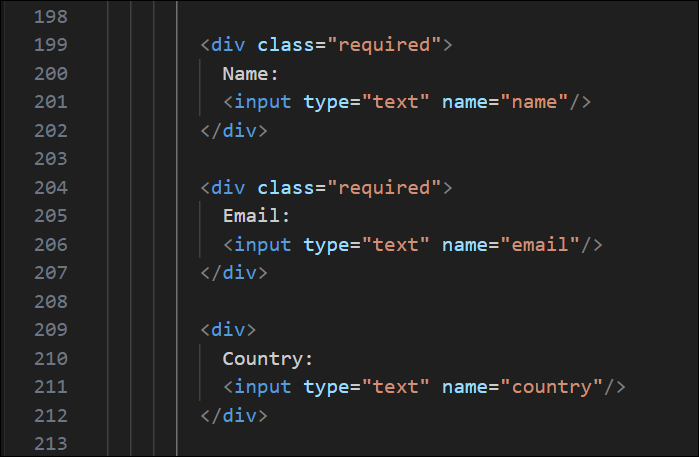 198
199 <div class="required">
200 Name:
201 <input type="text" name="name"/>
202 </div>
203
204 <div class="required">
205 Email:
206 <input type="text" name="email"/>
207 </div>
208
209 <div>
210 Country:
211 <input type="text" name="country"/>
212 </div>
213